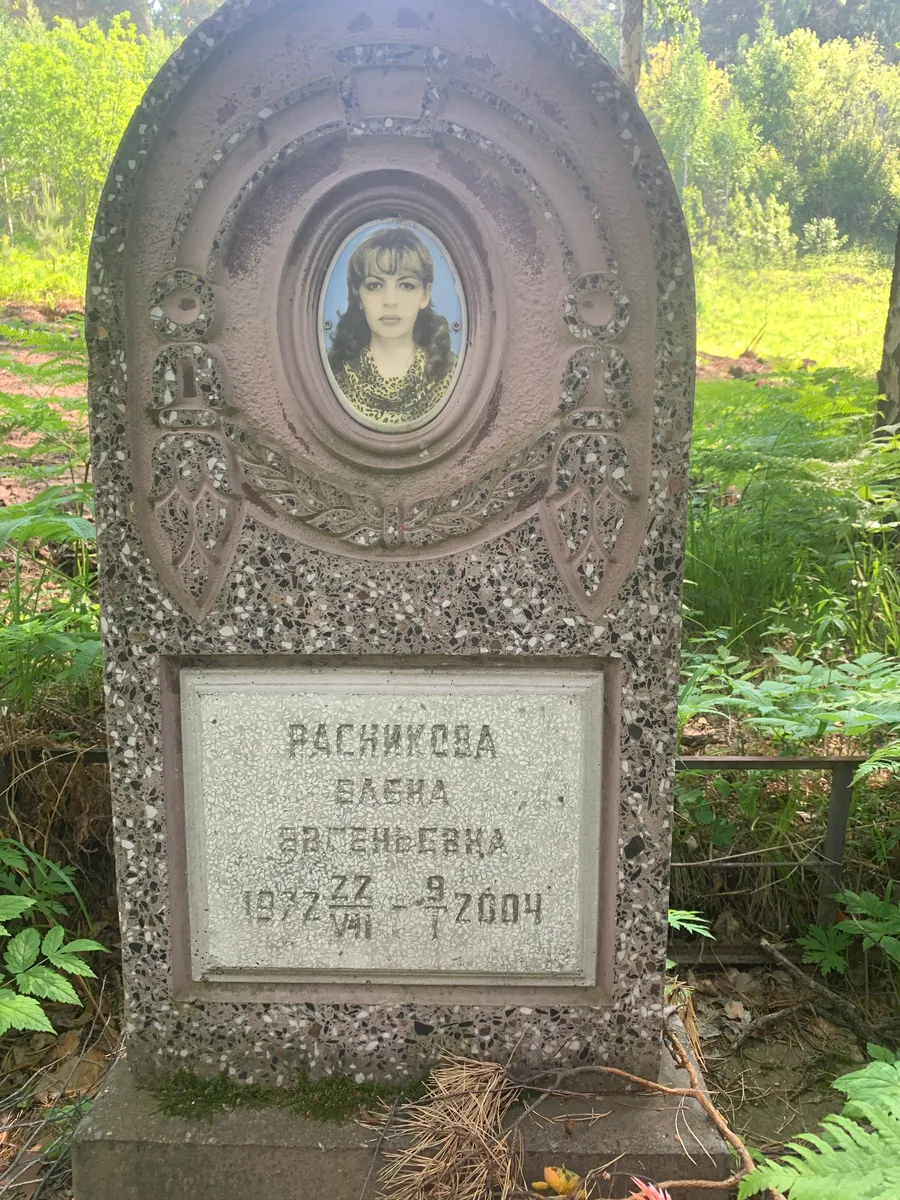 РАСНИКОВА
ЕЛЕНА
ЕВГЕНЬЕВНА
1972 22/VII - 9/I 2004